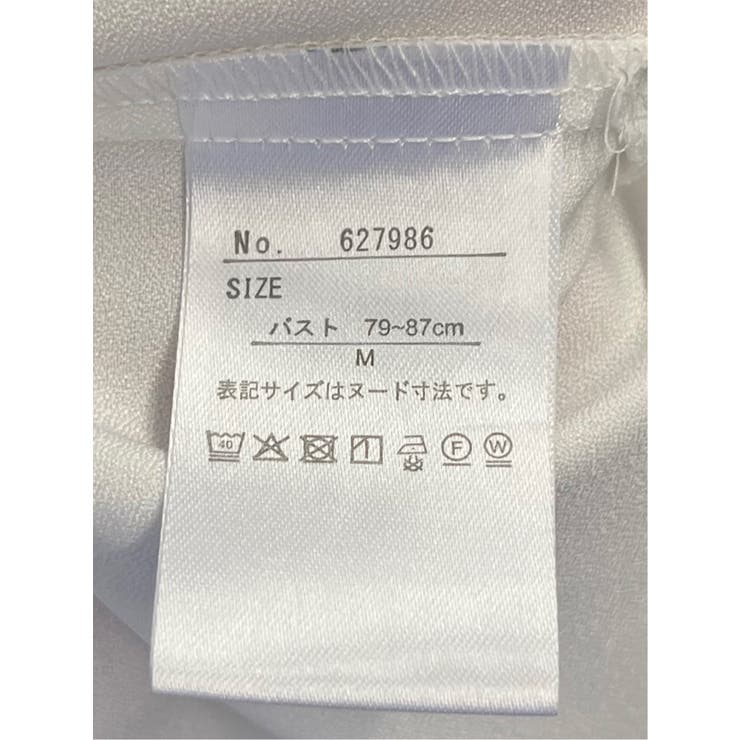 No. 627986
SIZE
バスト 79~87cm
M
表記サイズはヌード寸法です。
40
F W